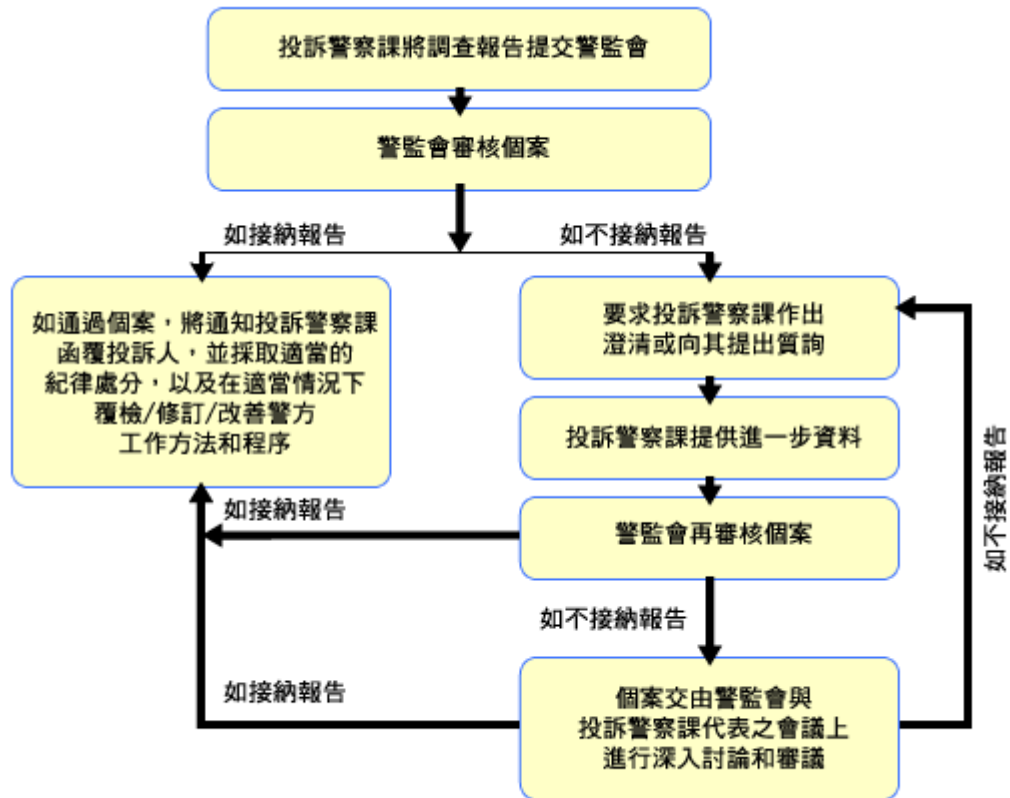 投訴警察課將調查報告提交警監會
警監會審核個案
如接納報告
如不接納報告
如通過個案，將通知投訴警察課
函覆投訴人，並採取適當的
紀律處分，以及在適當情況下
覆檢/修訂/改善警方
工作方法和程序
要求投訴警察課作出
澄清或向其提出質詢
投訴警察課提供進一步資料
如接納報告
警監會再審核個案
如不接納報告
如不接納報告
如接納報告
個案交由警監會與
投訴警察課代表之會議上
進行深入討論和審議